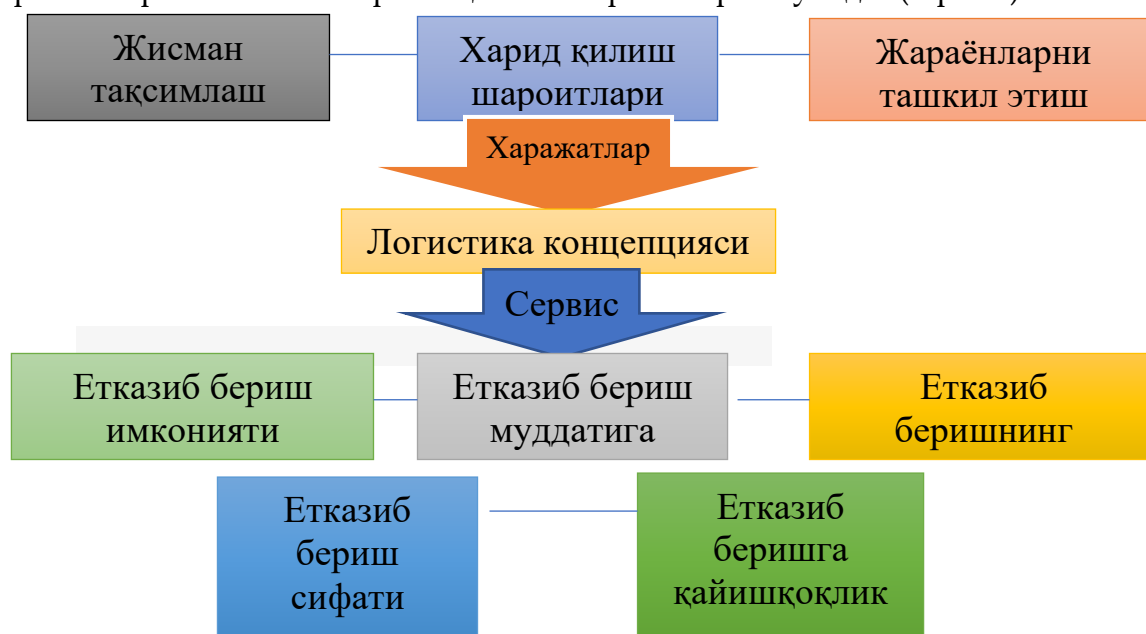 Жисман
тақсимлаш
Харид қилиш
шароитлари
Жараёнларни
ташкил этиш
Харажатлар
Логистика концепцияси
Сервис
Етказиб бериш
имконияти
Етказиб бериш
муддатига
Етказиб
беришнинг
Етказиб
бериш
сифати
Етказиб
беришга
қайишқоқлик